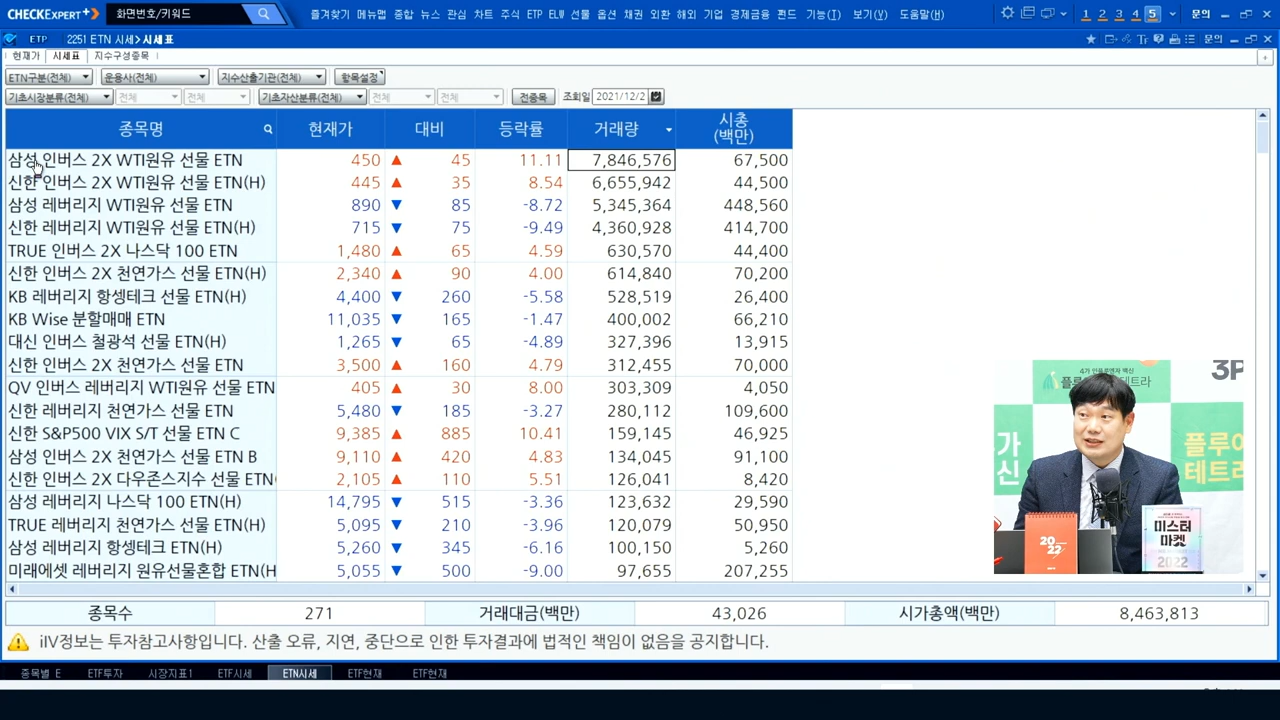 CHECKEXPERT+ 화면번호/키워드 즐겨찾기 메뉴맵 종합 뉴스 관심 차트 주식 ETP ELW 선물 옵션 채권 외환 해외 기업 경제금융 펀드 기능(T) 보기(V) 도움말(H) 1 2 3 4 5 문의
ETP 2251 ETN 시세>시세표 문의
현재가 시세표 지수구성종목
ETN구분(전체) 운용사(전체) 지수산출기관(전체) 항목설정
기초시장분류(전체) 전체 전체 기초자산분류(전체) 전체 전체 전종목 조회일 2021/12/2
종목명 현재가 대비 등락률 거래량 시총(백만)
삼성 인버스 2X WTI원유 선물 ETN 450 ▲ 45 11.11 7,846,576 67,500
신한 인버스 2X WTI원유 선물 ETN(H) 445 ▲ 35 8.54 6,655,942 44,500
삼성 레버리지 WTI원유 선물 ETN 890 ▼ 85 -8.72 5,345,364 448,560
신한 레버리지 WTI원유 선물 ETN(H) 715 ▼ 75 -9.49 4,360,928 414,700
TRUE 인버스 2X 나스닥 100 ETN 1,480 ▲ 65 4.59 630,570 44,400
신한 인버스 2X 천연가스 선물 ETN(H) 2,340 ▲ 90 4.00 614,840 70,200
KB 레버리지 항셍테크 선물 ETN(H) 4,400 ▼ 260 -5.58 528,519 26,400
KB Wise 분할매매 ETN 11,035 ▼ 165 -1.47 400,002 66,210
대신 인버스 철광석 선물 ETN(H) 1,265 ▼ 65 -4.89 327,396 13,915
신한 인버스 2X 천연가스 선물 ETN 3,500 ▲ 160 4.79 312,455 70,000
QV 인버스 레버리지 WTI원유 선물 ETN 405 ▲ 30 8.00 303,309 4,050
신한 레버리지 천연가스 선물 ETN 5,480 ▼ 185 -3.27 280,112 109,600
신한 S&P500 VIX S/T 선물 ETN C 9,385 ▲ 885 10.41 159,145 46,925
삼성 인버스 2X 천연가스 선물 ETN B 9,110 ▲ 420 4.83 134,045 91,100
신한 인버스 2X 다우존스지수 선물 ETN( 2,105 ▲ 110 5.51 126,041 8,420
삼성 레버리지 나스닥 100 ETN(H) 14,795 ▼ 515 -3.36 123,632 29,590
TRUE 레버리지 천연가스 선물 ETN(H) 5,095 ▼ 210 -3.96 120,079 50,950
삼성 레버리지 항셍테크 ETN(H) 5,260 ▼ 345 -6.16 100,150 5,260
미래에셋 레버리지 원유선물혼합 ETN(H 5,055 ▼ 500 -9.00 97,655 207,255
3P
4가 인플루엔자 백신
플루 테트라
가
신
플루
테트라
2022
미스터
마켓
2022
종목수 271 거래대금(백만) 43,026 시가총액(백만) 8,463,813
iIV정보는 투자참고사항입니다. 산출 오류, 지연, 중단으로 인한 투자결과에 법적인 책임이 없음을 공지합니다.
종목별 E ETF투자 시장지표1 ETF시세 ETN시세 ETF현재 ETF현재